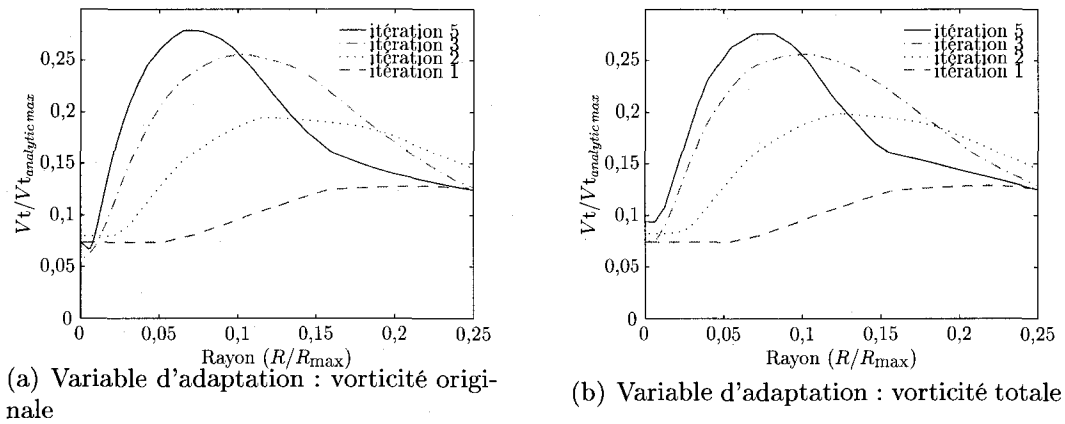 itération 5
itération 3
itération 2
itération 1
0,25
0,2
0,15
0,1
0,05
0
Vt/Vt_analytic max
0 0,05 0,1 0,15 0,2 0,25
Rayon (R/R_max)
(a) Variable d'adaptation : vorticité origi-
nale
itération 5
itération 3
itération 2
itération 1
0,25
0,2
0,15
0,1
0,05
0
Vt/Vt_analytic max
0 0,05 0,1 0,15 0,2 0,25
Rayon (R/R_max)
(b) Variable d'adaptation : vorticité totale